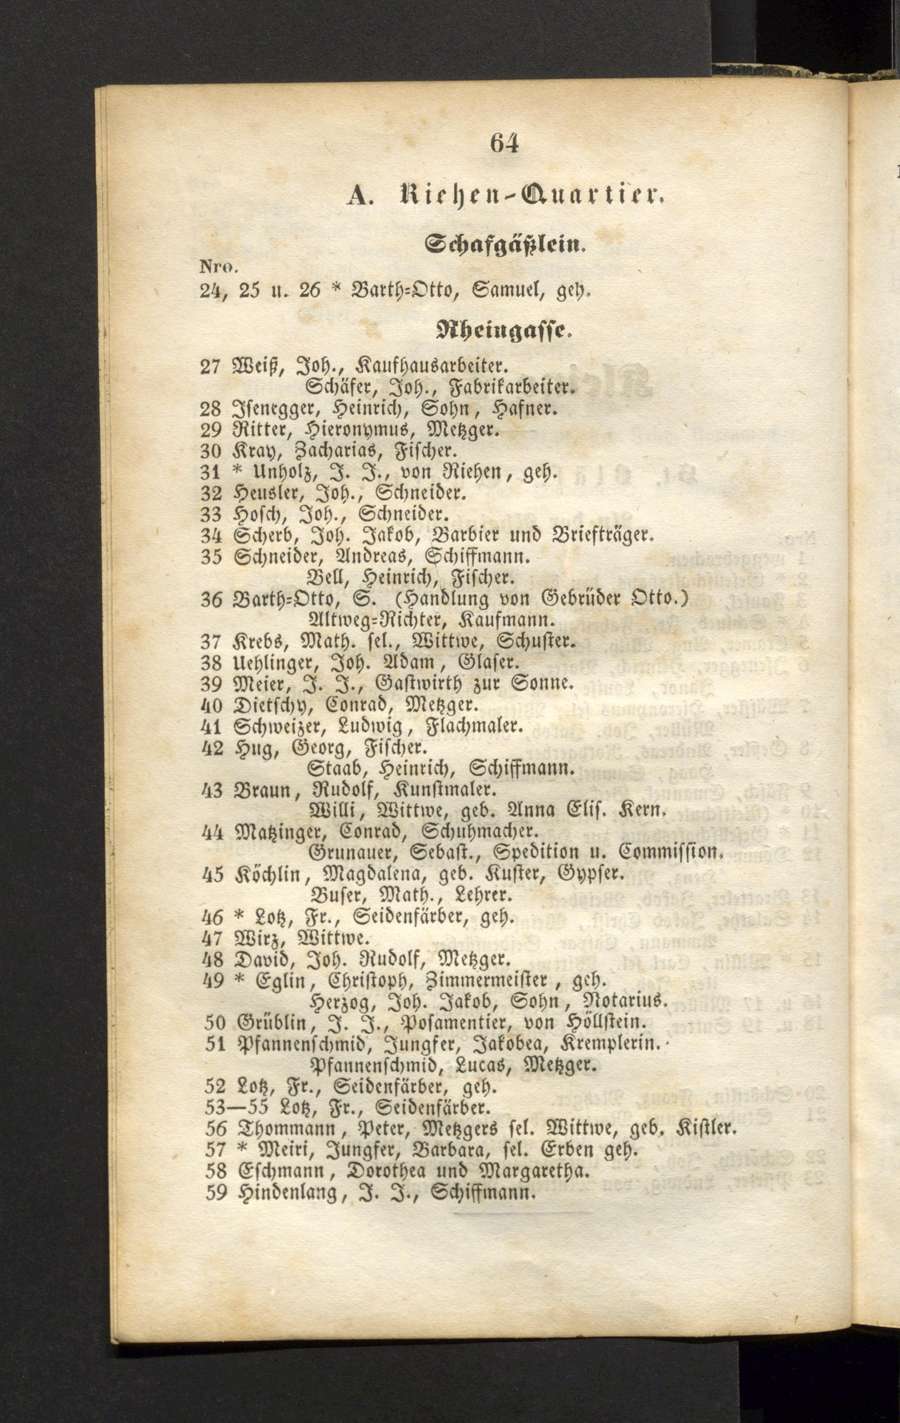 64
A. Riehen-Quartier.
Schafgäßlein.
Nro.
24, 25 u. 26 * Barth-Otto, Samuel, geh.
Rheingasse.
27 Weiß, Joh., Kaufhausarbeiter.
Schäfer, Joh., Fabrikarbeiter.
28 Isenegger, Heinrich, Sohn, Hafner.
29 Ritter, Hieronymus, Metzger.
30 Kray, Zacharias, Fischer.
31 * Unholz, J. J., von Riehen, geh.
32 Heusler, Joh., Schneider.
33 Hosch, Joh., Schneider.
34 Scherb, Joh. Jakob, Barbier und Briefträger.
35 Schneider, Andreas, Schiffmann.
Bell, Heinrich, Fischer.
36 Barth-Otto, S. (Handlung von Gebrüder Otto.)
Altweg-Richter, Kaufmann.
37 Krebs, Math. sel., Wittwe, Schuster.
38 Uehlinger, Joh. Adam, Glaser.
39 Meier, J. J., Gastwirth zur Sonne.
40 Dietschy, Conrad, Metzger.
41 Schweizer, Ludwig, Flachmaler.
42 Hug, Georg, Fischer.
Staab, Heinrich, Schiffmann.
43 Braun, Rudolf, Kunstmaler.
Willi, Wittwe, geb. Anna Elis. Kern.
44 Matzinger, Conrad, Schuhmacher.
Grunauer, Sebast., Spedition u. Commission.
45 Köchlin, Magdalena, geb. Kuster, Gypser.
Buser, Math., Lehrer.
46 * Lotz, Fr., Seidenfärber, geh.
47 Wirz, Wittwe.
48 David, Joh. Rudolf, Metzger.
49 * Eglin, Christoph, Zimmermeister, geh.
Herzog, Joh. Jakob, Sohn, Notarius.
50 Grüblin, J. J., Posamentier, von Höllstein.
51 Pfannenschmid, Jungfer, Jakobea, Kremplerin.
Pfannenschmid, Lucas, Metzger.
52 Lotz, Fr., Seidenfärber, geh.
53—55 Lotz, Fr., Seidenfärber.
56 Thommann, Peter, Metzgers sel. Wittwe, geb. Kistler.
57 * Meiri, Jungfer, Barbara, sel. Erben geh.
58 Eschmann, Dorothea und Margaretha.
59 Hindenlang, J. J., Schiffmann.